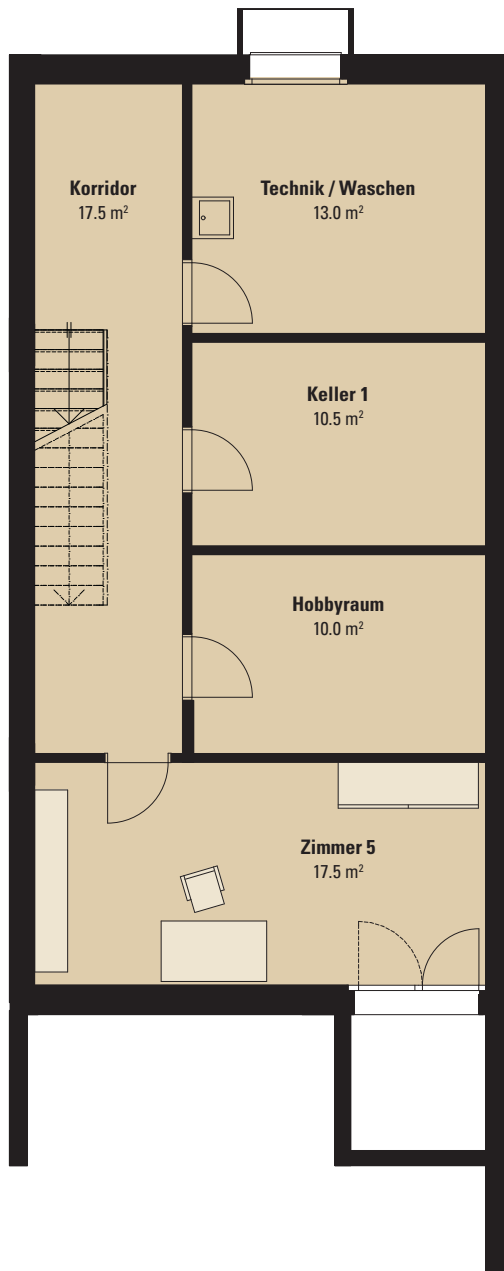 Korridor
17.5 m²
Technik / Waschen
13.0 m²
Keller 1
10.5 m²
Hobbyraum
10.0 m²
Zimmer 5
17.5 m²